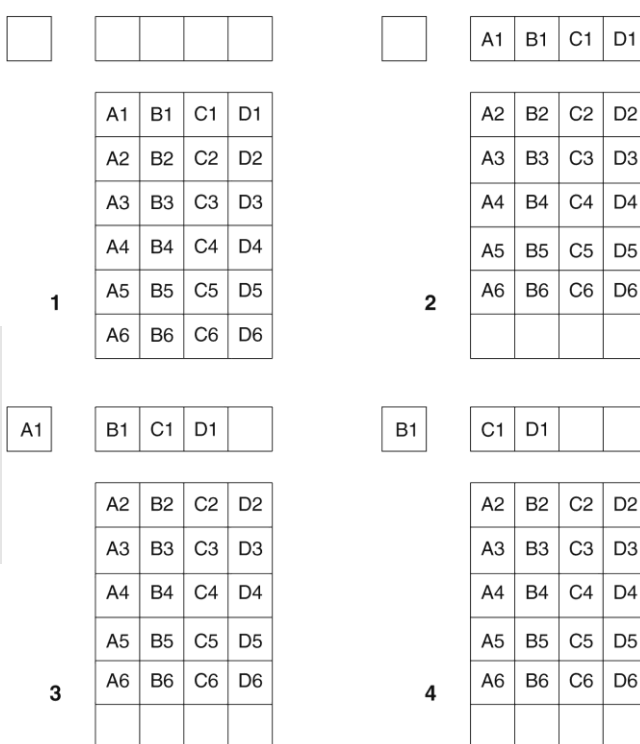 A1 B1 C1 D1
A2 B2 C2 D2
A3 B3 C3 D3
A4 B4 C4 D4
A5 B5 C5 D5
A6 B6 C6 D6
1
A1 B1 C1 D1
A2 B2 C2 D2
A3 B3 C3 D3
A4 B4 C4 D4
A5 B5 C5 D5
A6 B6 C6 D6
2
A1 B1 C1 D1
A2 B2 C2 D2
A3 B3 C3 D3
A4 B4 C4 D4
A5 B5 C5 D5
A6 B6 C6 D6
3
B1 C1 D1
A2 B2 C2 D2
A3 B3 C3 D3
A4 B4 C4 D4
A5 B5 C5 D5
A6 B6 C6 D6
4